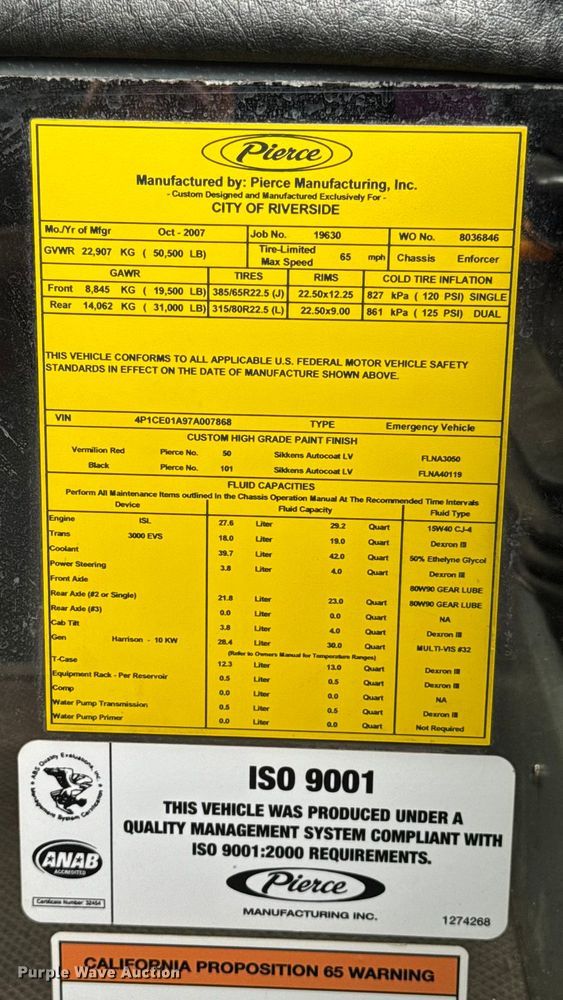 Pierce
Manufactured by: Pierce Manufacturing, Inc.
- Custom Designed and Manufactured Exclusively For -
CITY OF RIVERSIDE
Mo./Yr of Mfgr Oct - 2007 Job No. 19630 WO No. 8036846
GVWR 22,907 KG ( 50,500 LB) Tire-Limited Max Speed 65 mph Chassis Enforcer
GAWR TIRES RIMS COLD TIRE INFLATION
Front 8,845 KG ( 19,500 LB) 385/65R22.5 (J) 22.50x12.25 827 kPa ( 120 PSI) SINGLE
Rear 14,062 KG ( 31,000 LB) 315/80R22.5 (L) 22.50x9.00 861 kPa ( 125 PSI) DUAL
THIS VEHICLE CONFORMS TO ALL APPLICABLE U.S. FEDERAL MOTOR VEHICLE SAFETY
STANDARDS IN EFFECT ON THE DATE OF MANUFACTURE SHOWN ABOVE.
VIN 4P1CE01A97A007868 TYPE Emergency Vehicle
CUSTOM HIGH GRADE PAINT FINISH
Vermilion Red Pierce No. 50 Sikkens Autocoat LV FLNA3050
Black Pierce No. 101 Sikkens Autocoat LV FLNA40119
FLUID CAPACITIES
Perform All Maintenance Items outlined in the Chassis Operation Manual At The Recommended Time Intervals
Device Fluid Capacity Fluid Type
Engine ISL 27.6 Liter 29.2 Quart 15W40 CJ-4
Trans 3000 EVS 18.0 Liter 19.0 Quart Dexron III
Coolant 39.7 Liter 42.0 Quart 50% Ethelyne Glycol
Power Steering 3.8 Liter 4.0 Quart Dexron III
Front Axle 80W90 GEAR LUBE
Rear Axle (#2 or Single) 21.8 Liter 23.0 Quart 80W90 GEAR LUBE
Rear Axle (#3) 0.0 Liter 0.0 Quart NA
Cab Tilt 3.8 Liter 4.0 Quart Dexron III
Gen Harrison - 10 KW 28.4 Liter 30.0 Quart MULTI-VIS #32
(Refer to Owners Manual for Temperature Ranges)
T-Case 12.3 Liter 13.0 Quart Dexron III
Equipment Rack - Per Reservoir 0.5 Liter 0.5 Quart Dexron III
Comp 0.0 Liter 0.0 Quart NA
Water Pump Transmission 0.5 Liter 0.5 Quart Dexron III
Water Pump Primer 0.0 Liter 0.0 Quart Not Required
ABS Quality Evaluations, Inc.
Management System Certification
ANAB
ACCREDITED
Certificate Number 32454
ISO 9001
THIS VEHICLE WAS PRODUCED UNDER A
QUALITY MANAGEMENT SYSTEM COMPLIANT WITH
ISO 9001:2000 REQUIREMENTS.
Pierce
MANUFACTURING INC.
1274268
CALIFORNIA PROPOSITION 65 WARNING
Purple Wave Auction